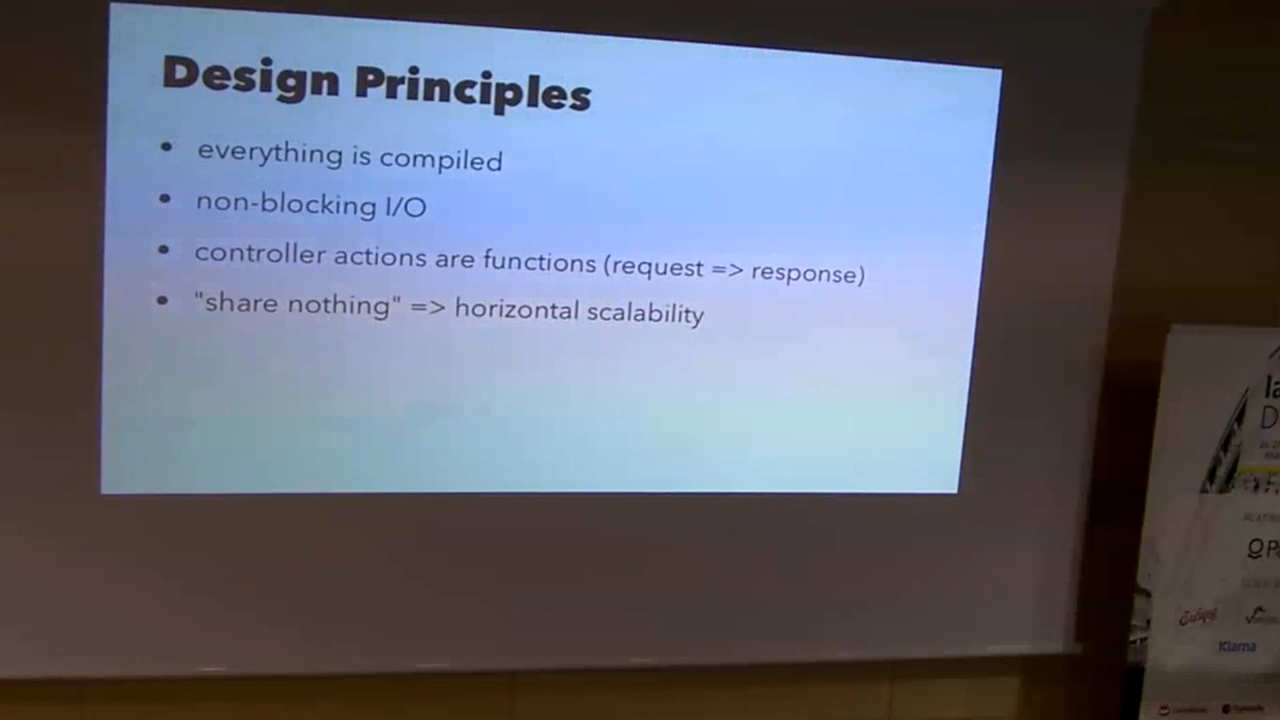 Design Principles
• everything is compiled
• non-blocking I/O
• controller actions are functions (request => response)
• "share nothing" => horizontal scalability
Klarna